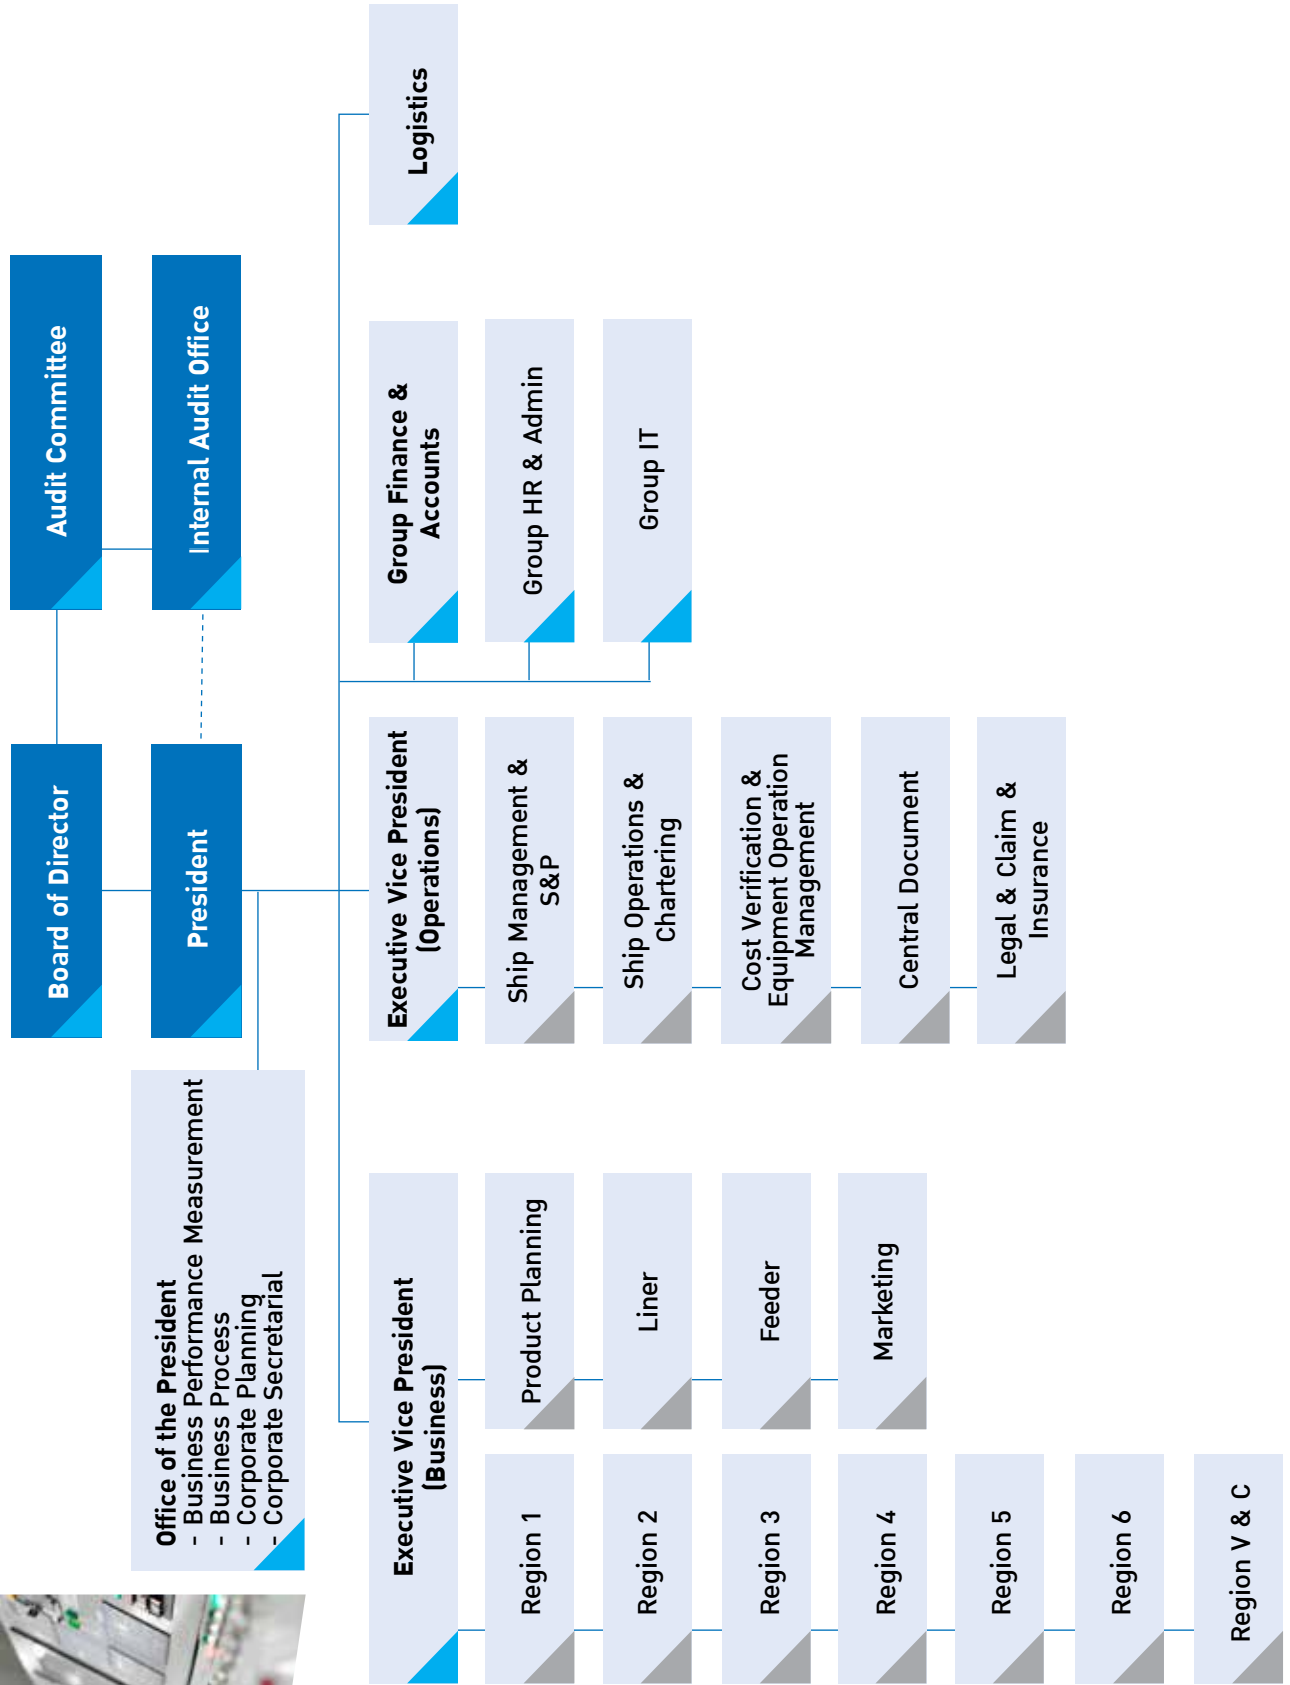 Board of Director
Audit Committee
President
Internal Audit Office
Office of the President
- Business Performance Measurement
- Business Process
- Corporate Planning
- Corporate Secretarial
Executive Vice President
(Business)
Region 1
Region 2
Region 3
Region 4
Region 5
Region 6
Region V & C
Product Planning
Liner
Feeder
Marketing
Executive Vice President
(Operations)
Ship Management &
S&P
Ship Operations &
Chartering
Cost Verification &
Equipment Operation
Management
Central Document
Legal & Claim &
Insurance
Group Finance &
Accounts
Group HR & Admin
Group IT
Logistics